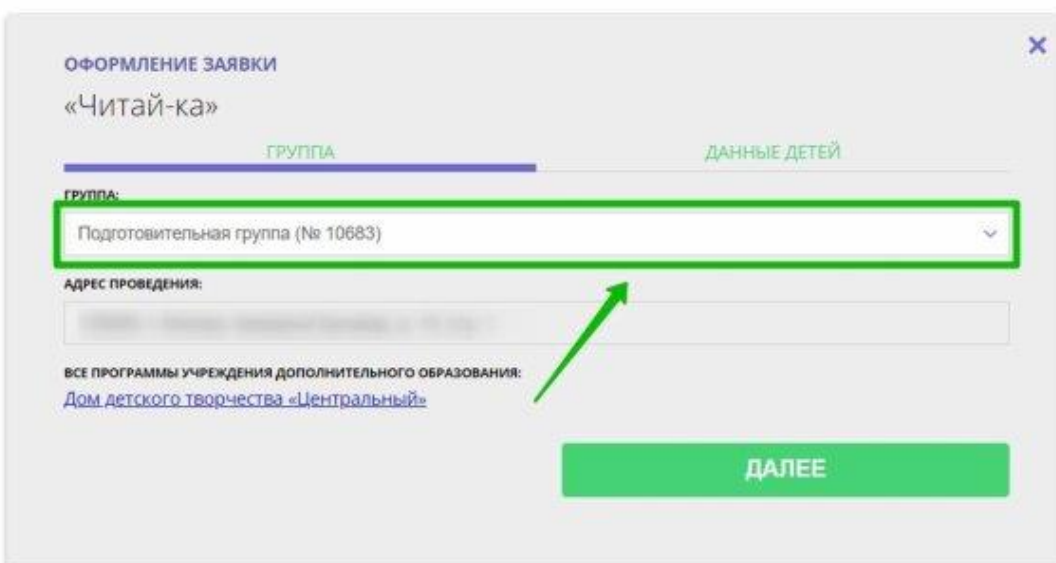 ОФОРМЛЕНИЕ ЗАЯВКИ
«Читай-ка»
ГРУППА
ДАННЫЕ ДЕТЕЙ
ГРУППА:
Подготовительная группа (№ 10683)
АДРЕС ПРОВЕДЕНИЯ:
ВСЕ ПРОГРАММЫ УЧРЕЖДЕНИЯ ДОПОЛНИТЕЛЬНОГО ОБРАЗОВАНИЯ:
Дом детского творчества «Центральный»
ДАЛЕЕ